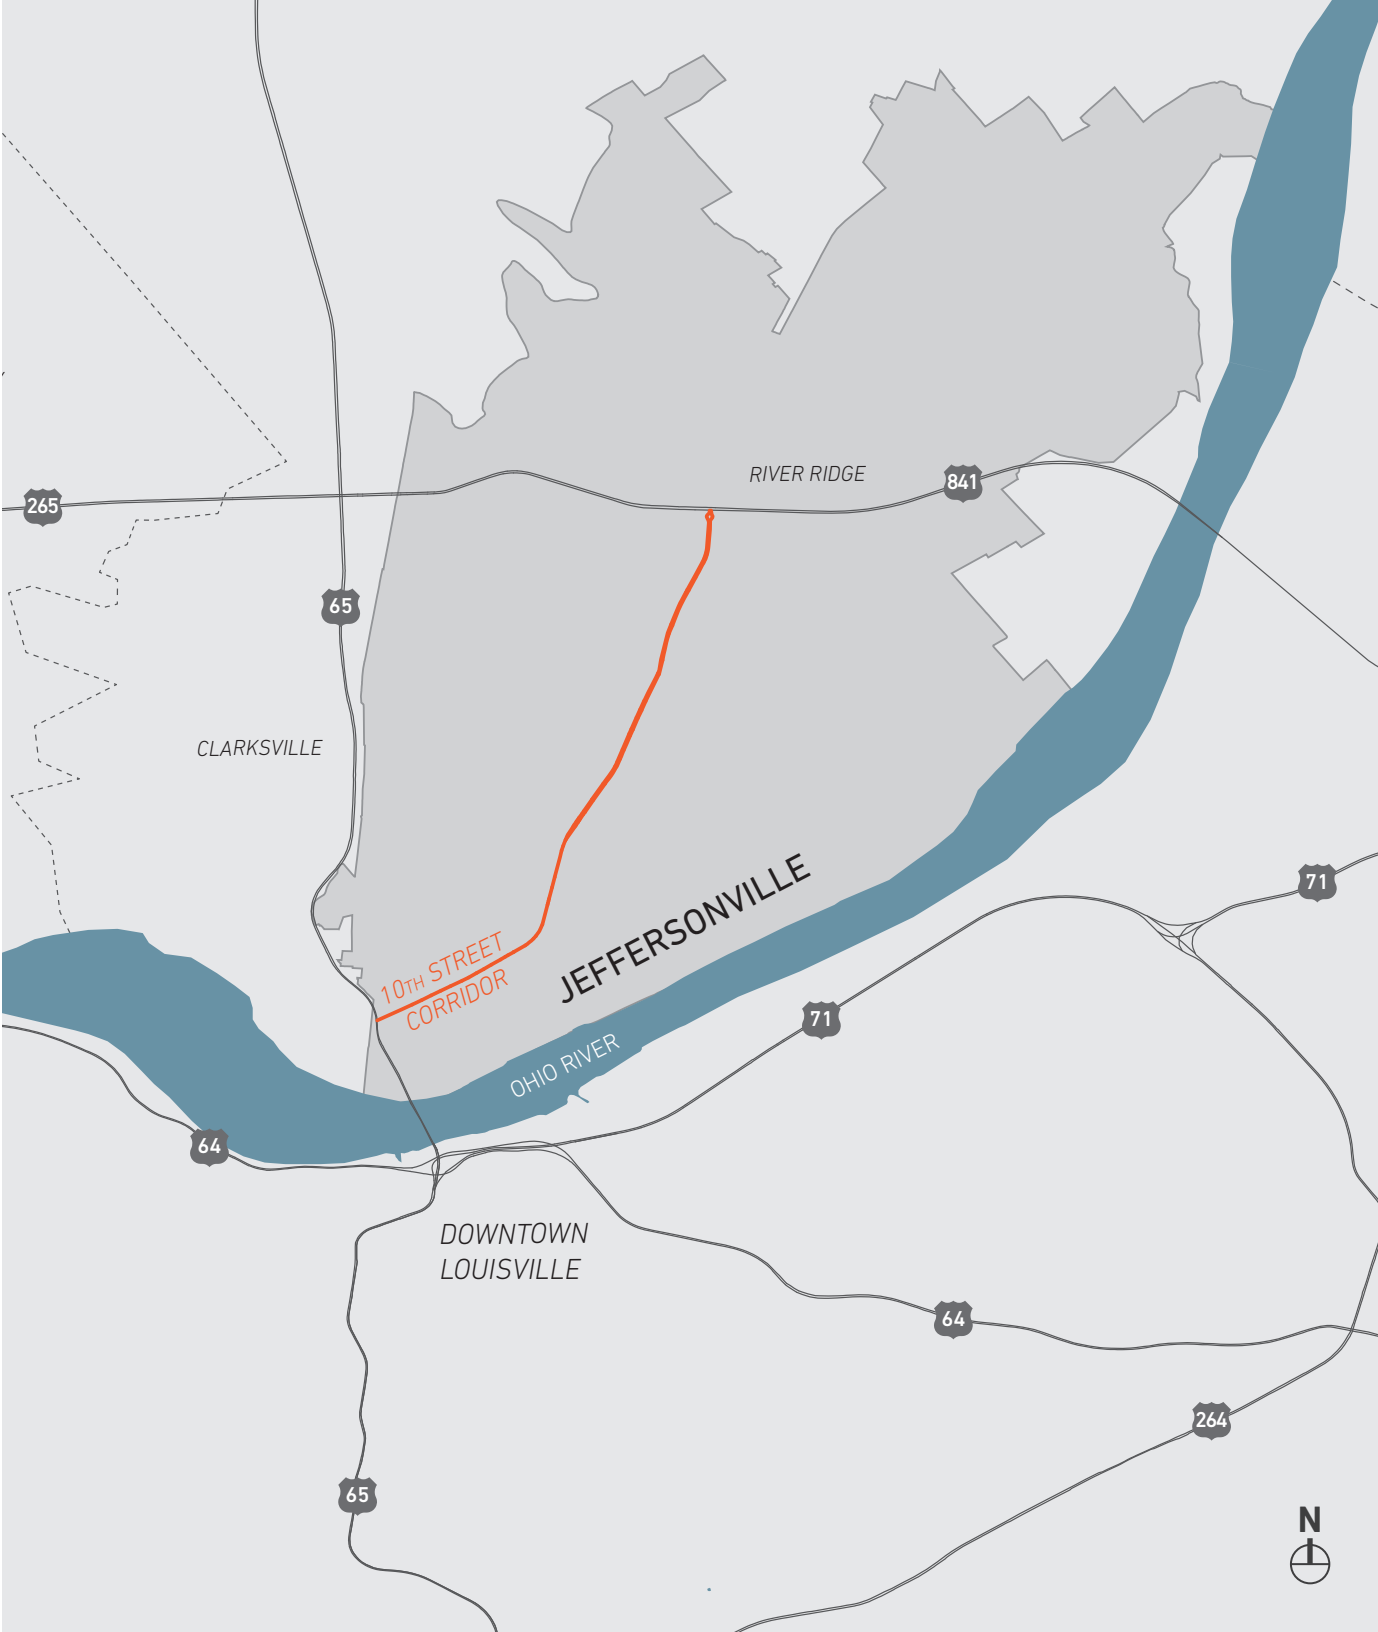 RIVER RIDGE
841
265
65
CLARKSVILLE
JEFFERSONVILLE
71
10TH STREET
CORRIDOR
71
OHIO RIVER
64
DOWNTOWN
LOUISVILLE
64
264
65
N